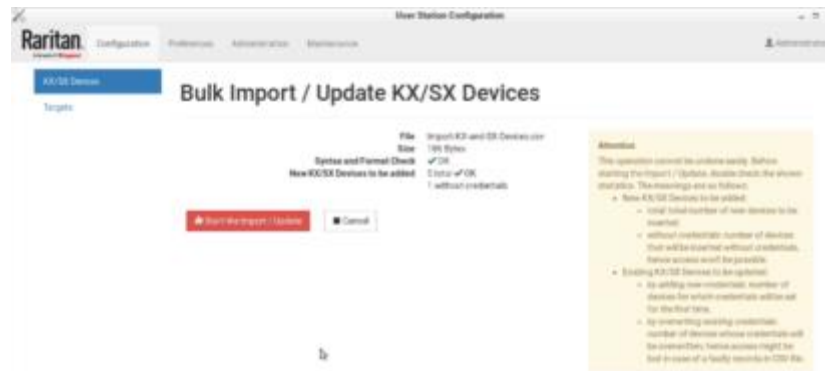 User Station Configuration
Raritan.
Configuration Preferences Administration Maintenance
KX/SX Devices
Targets
Bulk Import / Update KX/SX Devices
File Import KX and SX Devices.csv
Size 186 Bytes
Syntax and Format Check ✔ OK
New KX/SX Devices to be added total ✔ OK
1 without credentials
Start the Import / Update Cancel
Attention
This operation cannot be undone easily. Before
starting the Import / Update, double check the shown
statistics. The meanings are as follows:
New KX/SX Devices to be added:
total: total number of new devices to be
inserted
without credentials: number of devices
that will be inserted without credentials,
hence access won't be possible.
Existing KX/SX Devices to be updated:
by adding new credentials: number of
devices for which credentials will be set
for the first time.
by overwriting existing credentials:
number of devices whose credentials will
be overwritten, hence access might be
lost in case of a faulty records in CSV file.